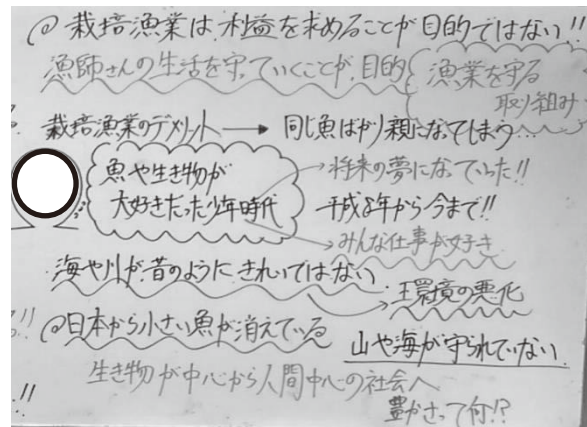 ◎栽培漁業は、利益を求めることが目的ではない!!
漁師さんの生活を守っていくことが、目的
漁業を守る
取り組み
栽培漁業のデメリット→同じ魚ばかり親になってしまう…
魚や生き物が
大好きだった少年時代
将来の夢になっていった!!
平成8年から今まで!!
みんな仕事が好き
海や川が、昔のようにきれいではない
環境の悪化
◎日本から小さい魚が消えている
山や海が守られていない
生き物が中心から人間中心の社会へ
豊かさって何!?